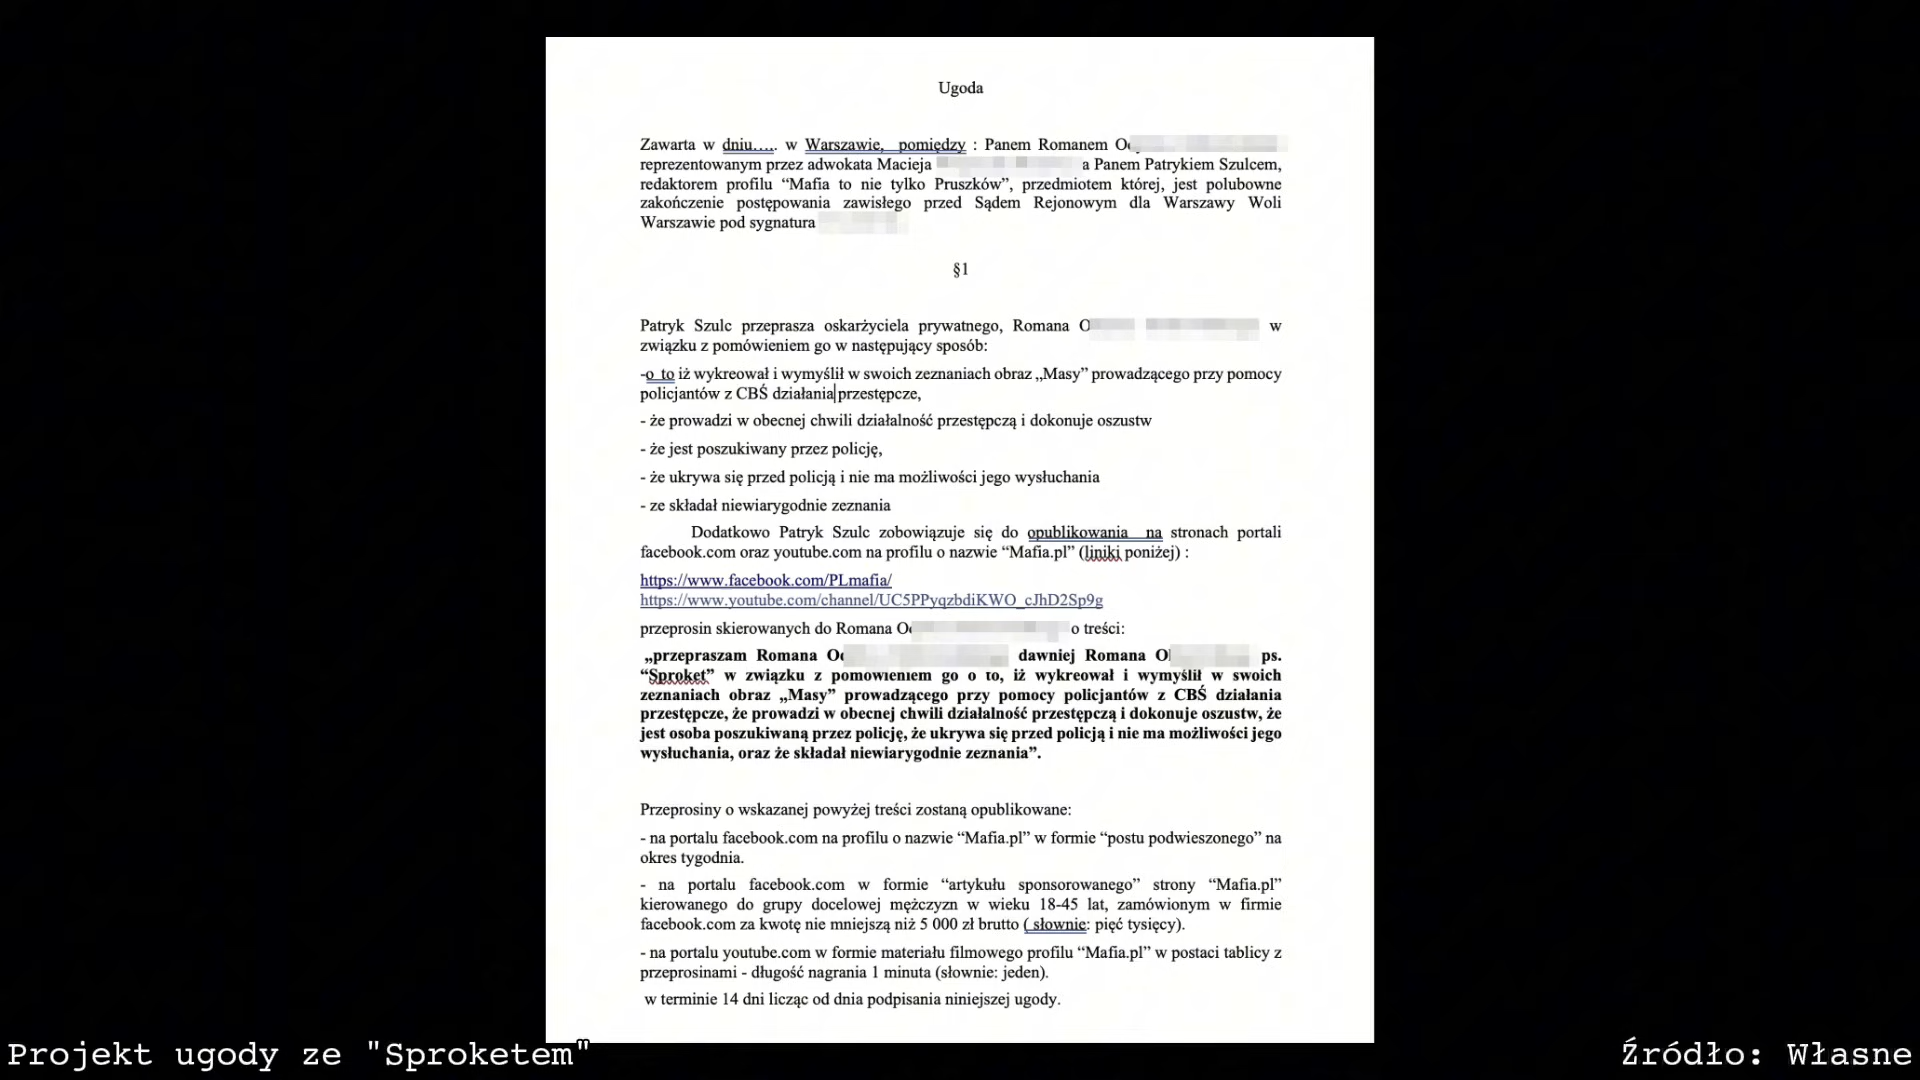 Ugoda
Zawarta w dniu….. w Warszawie, pomiędzy : Panem Romanem
reprezentowanym przez adwokata Macieja a Panem Patrykiem Szulcem,
redaktorem profilu “Mafia to nie tylko Pruszków”, przedmiotem której, jest polubowne
zakończenie postępowania zawisłego przed Sądem Rejonowym dla Warszawy Woli
Warszawie pod sygnatura
§1
Patryk Szulc przeprasza oskarżyciela prywatnego, Romana O w
związku z pomówieniem go w następujący sposób:
-o to iż wykreował i wymyślił w swoich zeznaniach obraz „Masy” prowadzącego przy pomocy
policjantów z CBŚ działania przestępcze,
- że prowadzi w obecnej chwili działalność przestępczą i dokonuje oszustw
- że jest poszukiwany przez policję,
- że ukrywa się przed policją i nie ma możliwości jego wysłuchania
- ze składał niewiarygodnie zeznania
Dodatkowo Patryk Szulc zobowiązuje się do opublikowania na stronach portali
facebook.com oraz youtube.com na profilu o nazwie “Mafia.pl” (liniki poniżej) :
https://www.facebook.com/PLmafia/
https://www.youtube.com/channel/UC5PPyqzbdiKWO_cJhD2Sp9g
przeprosin skierowanych do Romana o treści:
„przepraszam Romana dawniej Romana ps.
“Sproket” w związku z pomówieniem go o to, iż wykreował i wymyślił w swoich
zeznaniach obraz „Masy” prowadzącego przy pomocy policjantów z CBŚ działania
przestępcze, że prowadzi w obecnej chwili działalność przestępczą i dokonuje oszustw, że
jest osoba poszukiwaną przez policję, że ukrywa się przed policją i nie ma możliwości jego
wysłuchania, oraz że składał niewiarygodnie zeznania”.
Przeprosiny o wskazanej powyżej treści zostaną opublikowane:
- na portalu facebook.com na profilu o nazwie “Mafia.pl” w formie “postu podwieszonego” na
okres tygodnia.
- na portalu facebook.com w formie “artykułu sponsorowanego” strony “Mafia.pl”
kierowanego do grupy docelowej mężczyzn w wieku 18-45 lat, zamówionym w firmie
facebook.com za kwotę nie mniejszą niż 5 000 zł brutto ( słownie: pięć tysięcy).
- na portalu youtube.com w formie materiału filmowego profilu “Mafia.pl” w postaci tablicy z
przeprosinami - długość nagrania 1 minuta (słownie: jeden).
w terminie 14 dni licząc od dnia podpisania niniejszej ugody.
Projekt ugody ze "Sproketem"
Źródło: Własne